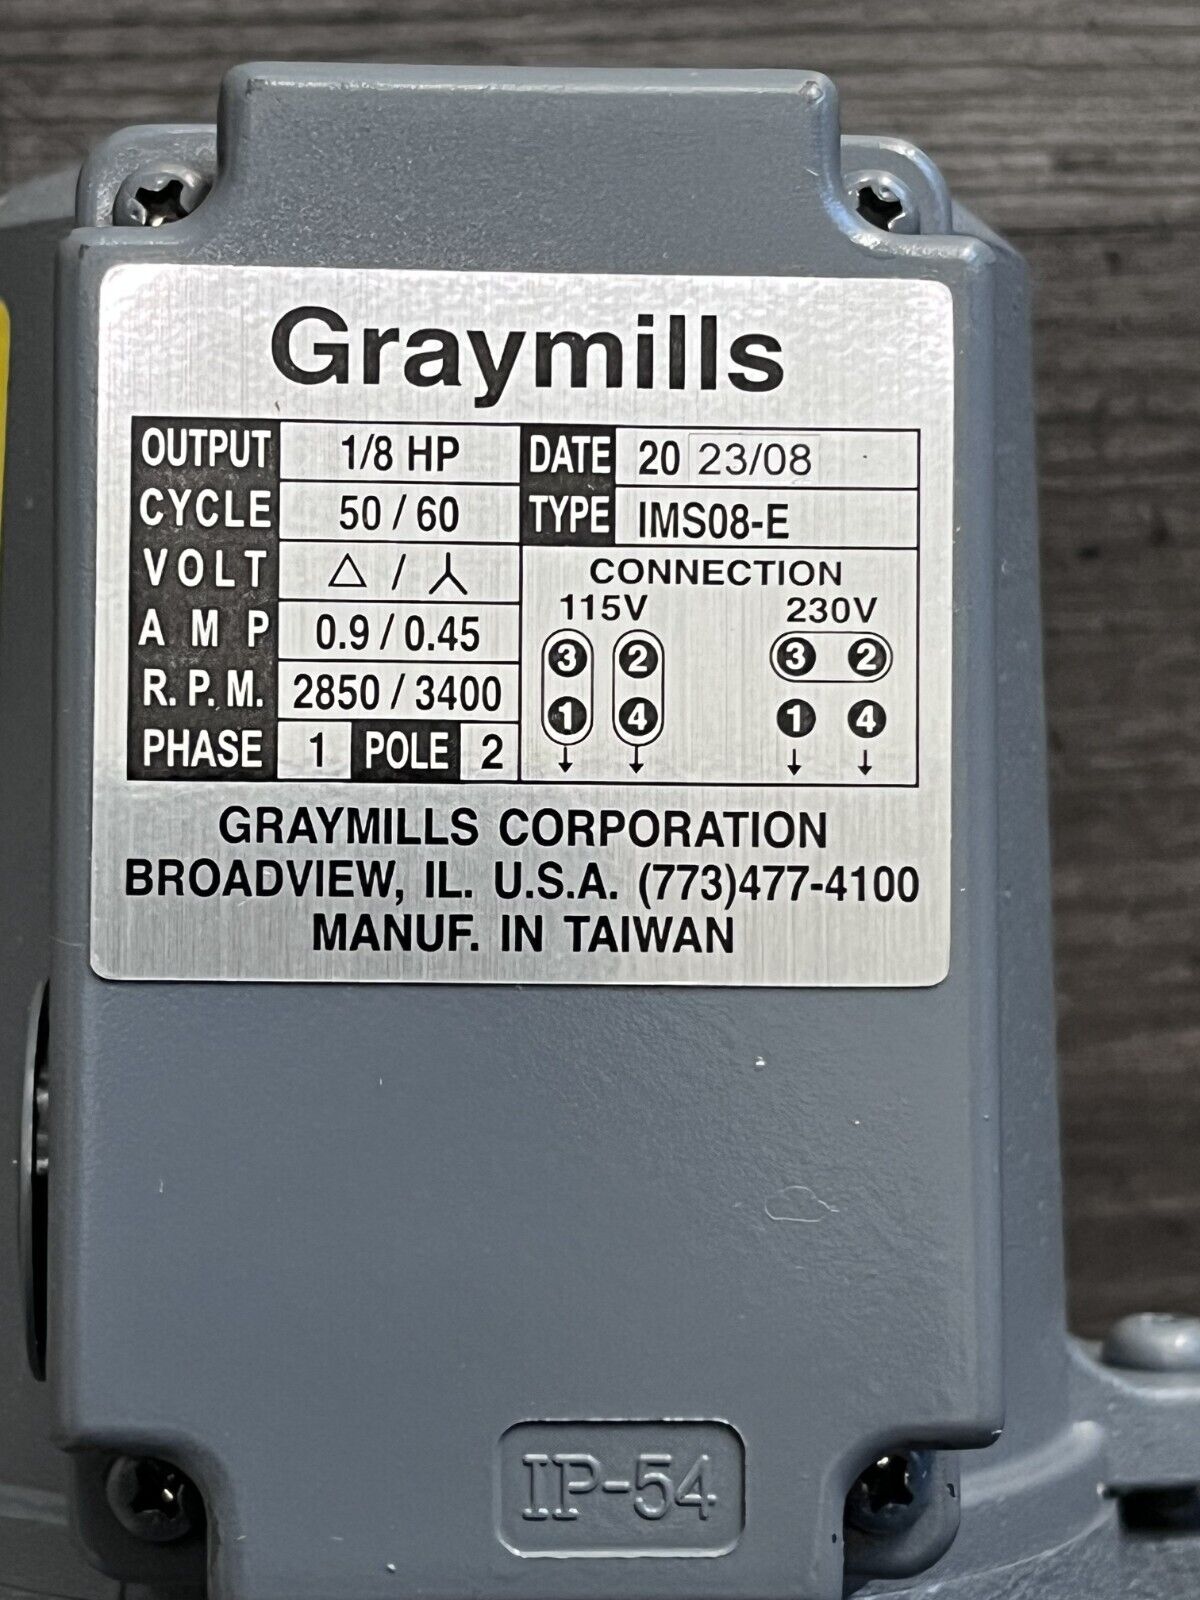 Graymills
OUTPUT 1/8 HP DATE 20 23/08
CYCLE 50 / 60 TYPE IMS08-E
VOLT △ / ⅄ CONNECTION
AMP 0.9 / 0.45 115V 230V
R.P.M. 2850 / 3400 3 2 3 2
PHASE 1 POLE 2 1 4 1 4
GRAYMILLS CORPORATION
BROADVIEW, IL. U.S.A. (773)477-4100
MANUF. IN TAIWAN
IP-54